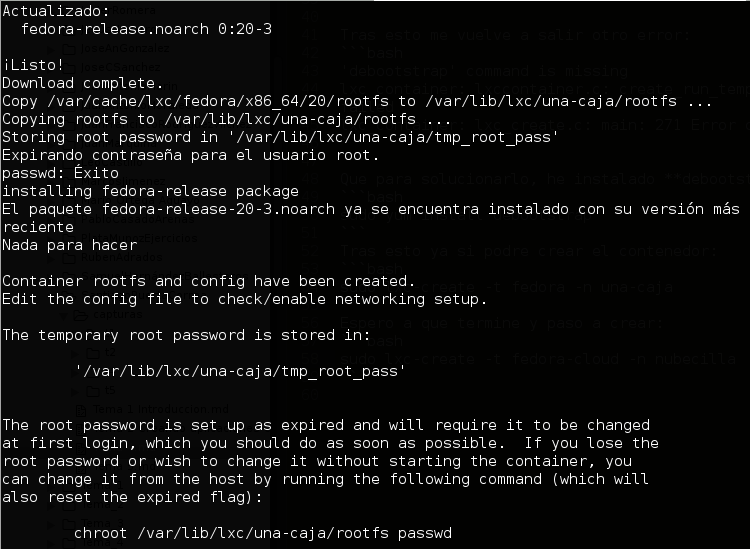 Actualizado:
fedora-release.noarch 0:20-3
¡Listo!
Download complete.
Copy /var/cache/lxc/fedora/x86_64/20/rootfs to /var/lib/lxc/una-caja/rootfs ...
Copying rootfs to /var/lib/lxc/una-caja/rootfs ...
Storing root password in '/var/lib/lxc/una-caja/tmp_root_pass'
Expirando contraseña para el usuario root.
passwd: Éxito
installing fedora-release package
El paquete fedora-release-20-3.noarch ya se encuentra instalado con su versión más
reciente
Nada para hacer
Container rootfs and config have been created.
Edit the config file to check/enable networking setup.
The temporary root password is stored in:
'/var/lib/lxc/una-caja/tmp_root_pass'
The root password is set up as expired and will require it to be changed
at first login, which you should do as soon as possible.  If you lose the
root password or wish to change it without starting the container, you
can change it from the host by running the following command (which will
also reset the expired flag):
chroot /var/lib/lxc/una-caja/rootfs passwd